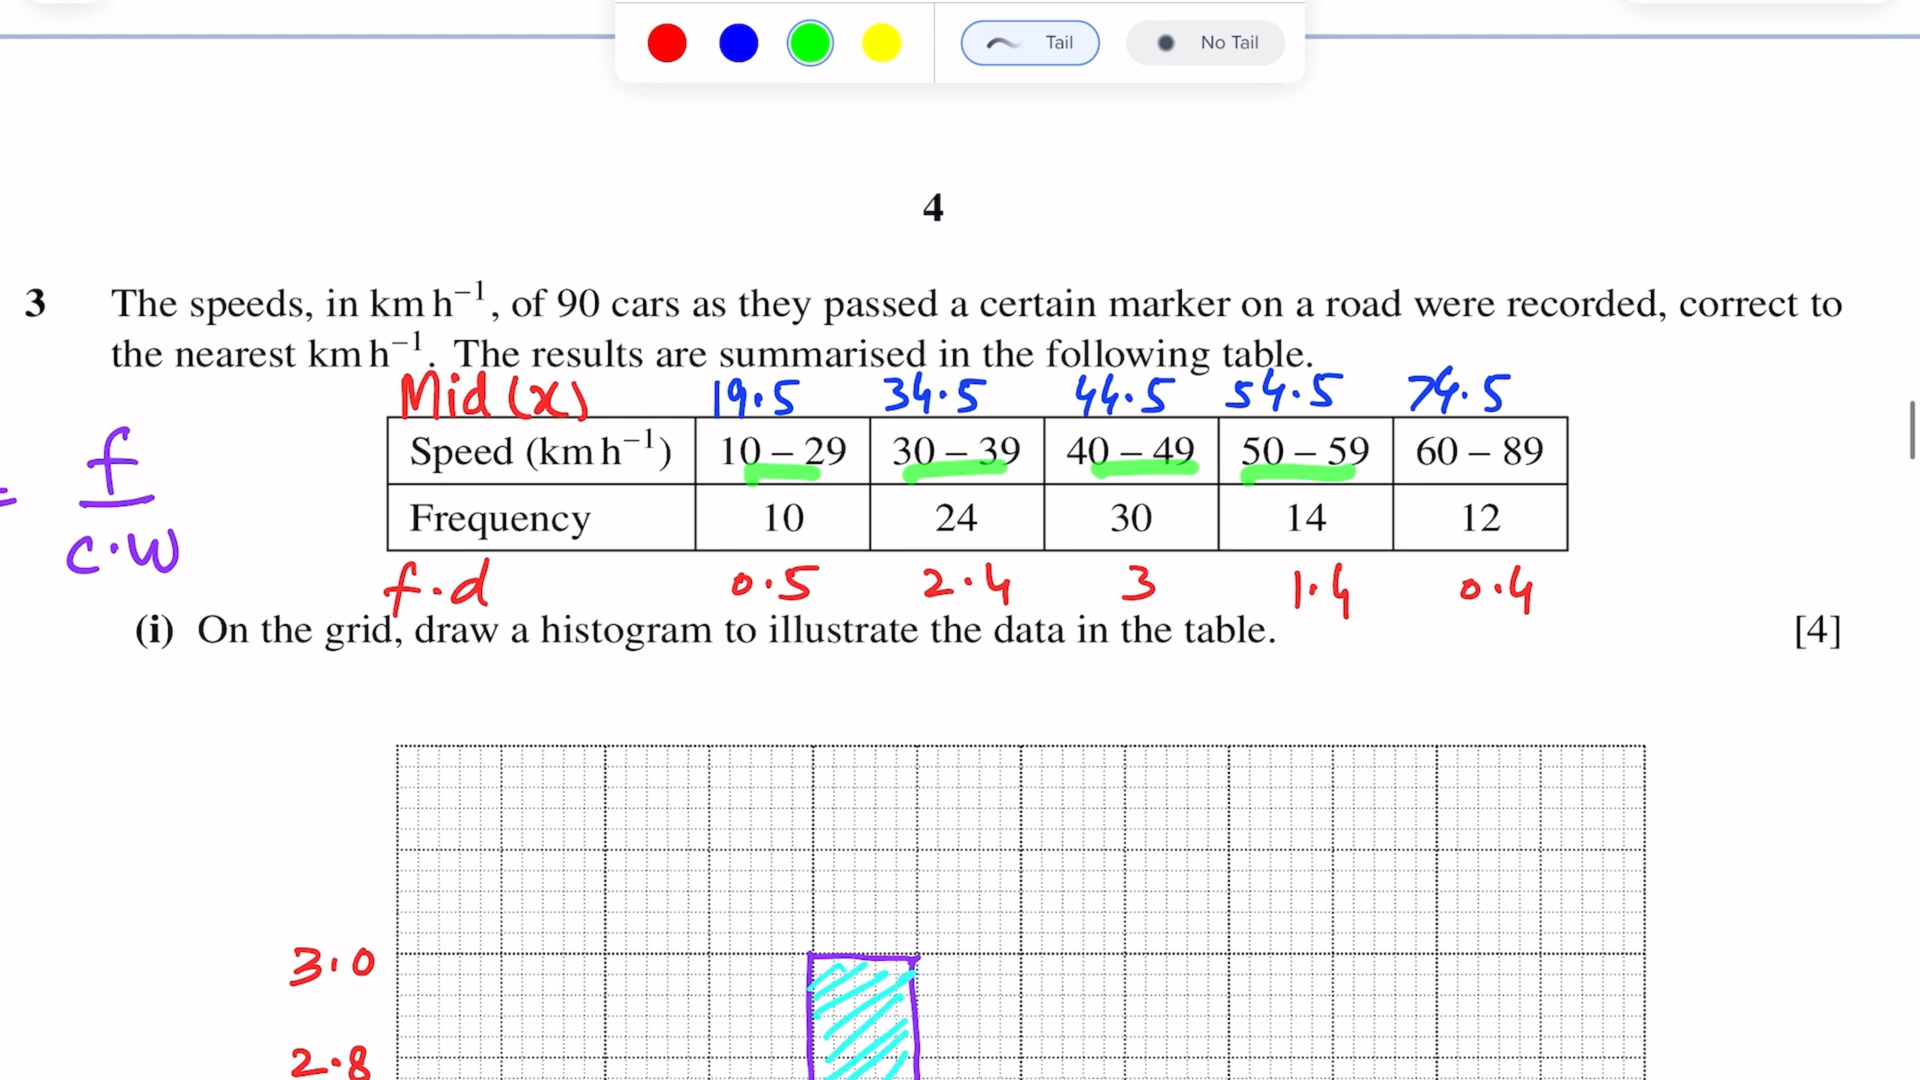 Tail No Tail
4
3 The speeds, in km h⁻¹, of 90 cars as they passed a certain marker on a road were recorded, correct to
the nearest km h⁻¹. The results are summarised in the following table.
Mid (x) 19.5 34.5 44.5 54.5 74.5
Speed (km h⁻¹) 10 – 29 30 – 39 40 – 49 50 – 59 60 – 89
= f / c.w
Frequency 10 24 30 14 12
f.d 0.5 2.4 3 1.4 0.4
(i) On the grid, draw a histogram to illustrate the data in the table. [4]
3.0
2.8